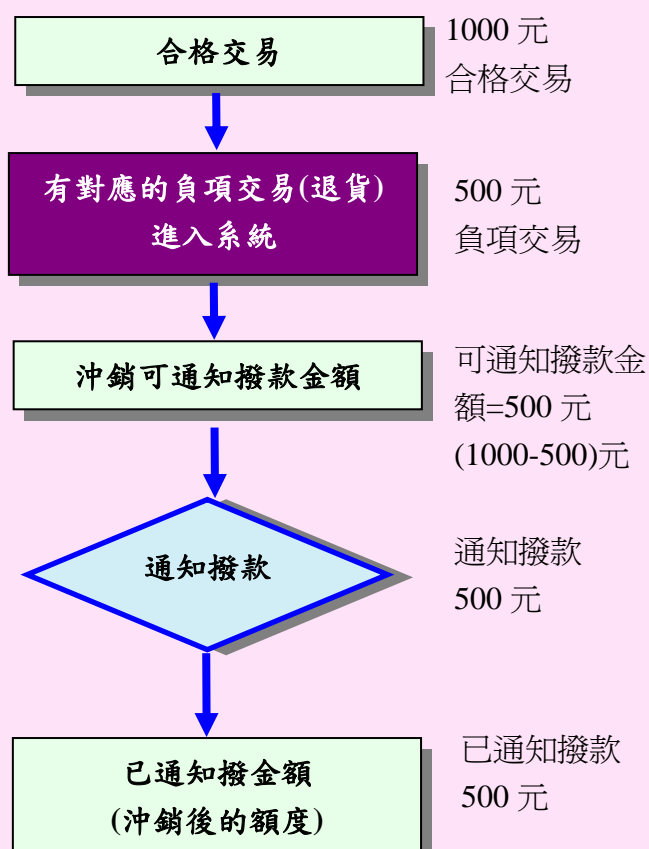 合格交易
1000 元
合格交易
有對應的負項交易(退貨)
進入系統
500 元
負項交易
沖銷可通知撥款金額
可通知撥款金
額=500 元
(1000-500)元
通知撥款
通知撥款
500 元
已通知撥金額
(沖銷後的額度)
已通知撥款
500 元